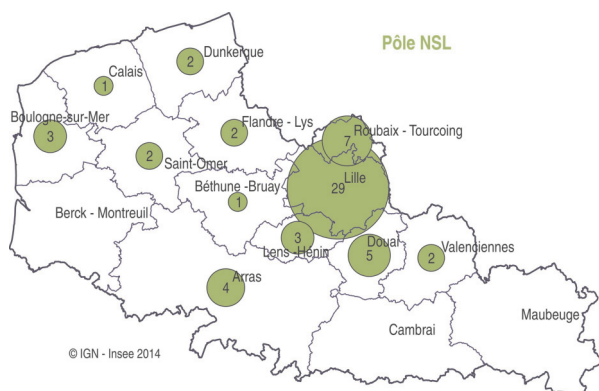 Pôle NSL
Dunkerque
2
Calais
1
Boulogne-sur-Mer
3
Flandre - Lys
2
Roubaix - Tourcoing
7
Saint-Omer
2
Lille
29
Béthune -Bruay
1
Berck - Montreuil
3
Lens -Hénin
Douai
5
Valenciennes
2
Arras
4
Maubeuge
Cambrai
© IGN - Insee 2014